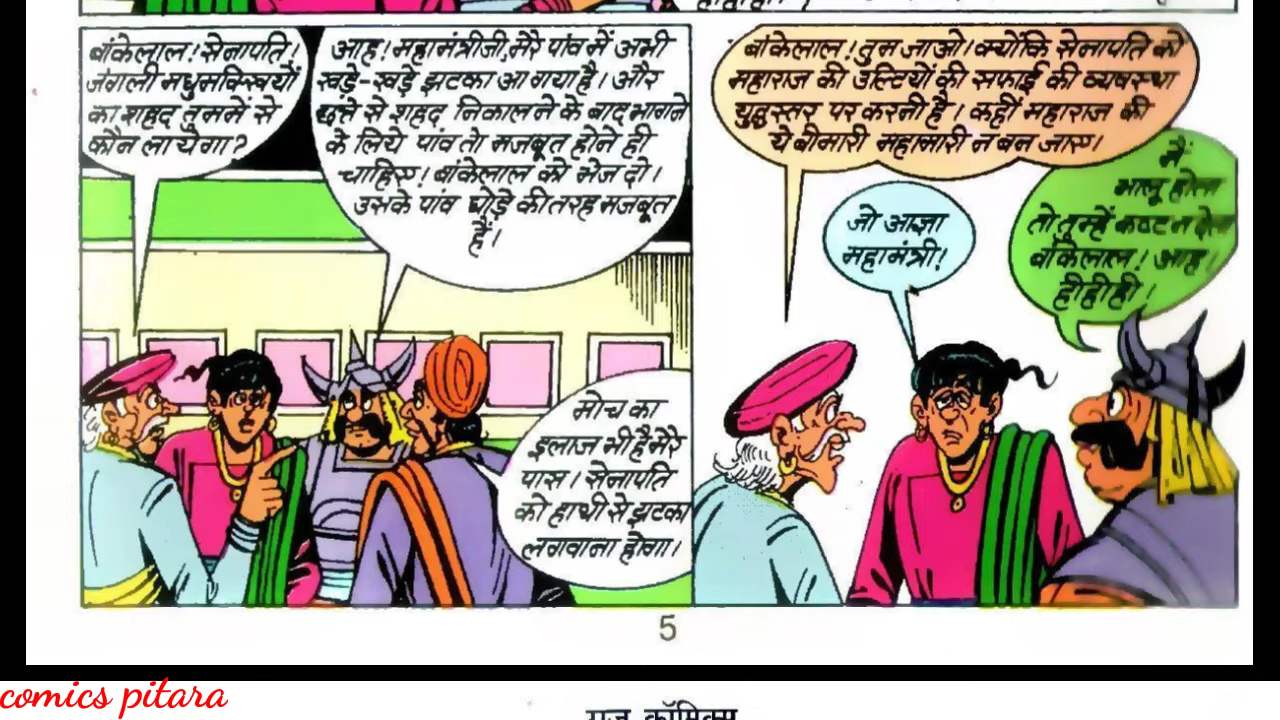 बांकेलाल! सेनापति!
जंगली मधुमक्खियों
का शहद तुममें से
कौन लायेगा?
आह! महामंत्रीजी,मेरे पांव में अभी
खड़े-खड़े झटका आ गया है। और
छत्ते से शहद निकालने के बाद भागने
के लिये पांव तो मजबूत होने ही
चाहिए! बांकेलाल को भेज दो।
उसके पांव घोड़े की तरह मजबूत
हैं।
मोच का
इलाज भी है मेरे
पास। सेनापति
को हाथी से झटका
लगवाना होगा।
बांकेलाल! तुम जाओ। क्योंकि सेनापति को
महाराज की उल्टियों की सफाई की व्यवस्था
युद्धस्तर पर करनी है। कहीं महाराज की
ये बीमारी महामारी न बन जाए।
जो आज्ञा
महामंत्री!
मैं
भालू होता
तो तुम्हें कष्ट न देता
बांकेलाल! आह!
हीहीही!
5
comics pitara
राज कॉमिक्स